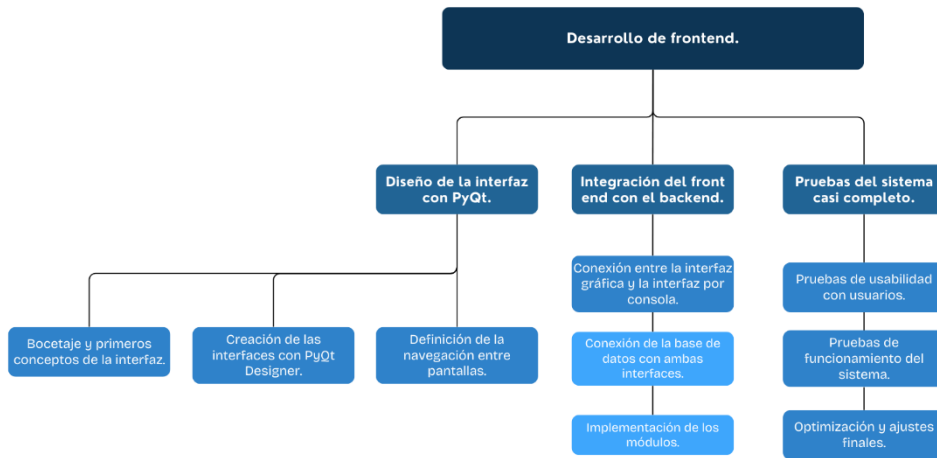 Desarrollo de frontend.
Diseño de la interfaz
con PyQt.
Integración del front
end con el backend.
Pruebas del sistema
casi completo.
Bocetaje y primeros
conceptos de la interfaz.
Creación de las
interfaces con PyQt
Designer.
Definición de la
navegación entre
pantallas.
Conexión entre la interfaz
gráfica y la interfaz por
consola.
Conexión de la base de
datos con ambas
interfaces.
Implementación de los
módulos.
Pruebas de usabilidad
con usuarios.
Pruebas de
funcionamiento del
sistema.
Optimización y ajustes
finales.